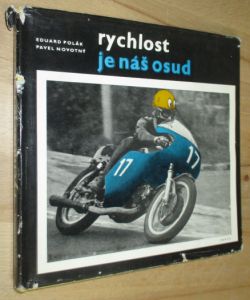 EDUARD POLÁK
PAVEL NOVOTNÝ
rychlost
je náš osud
17
17